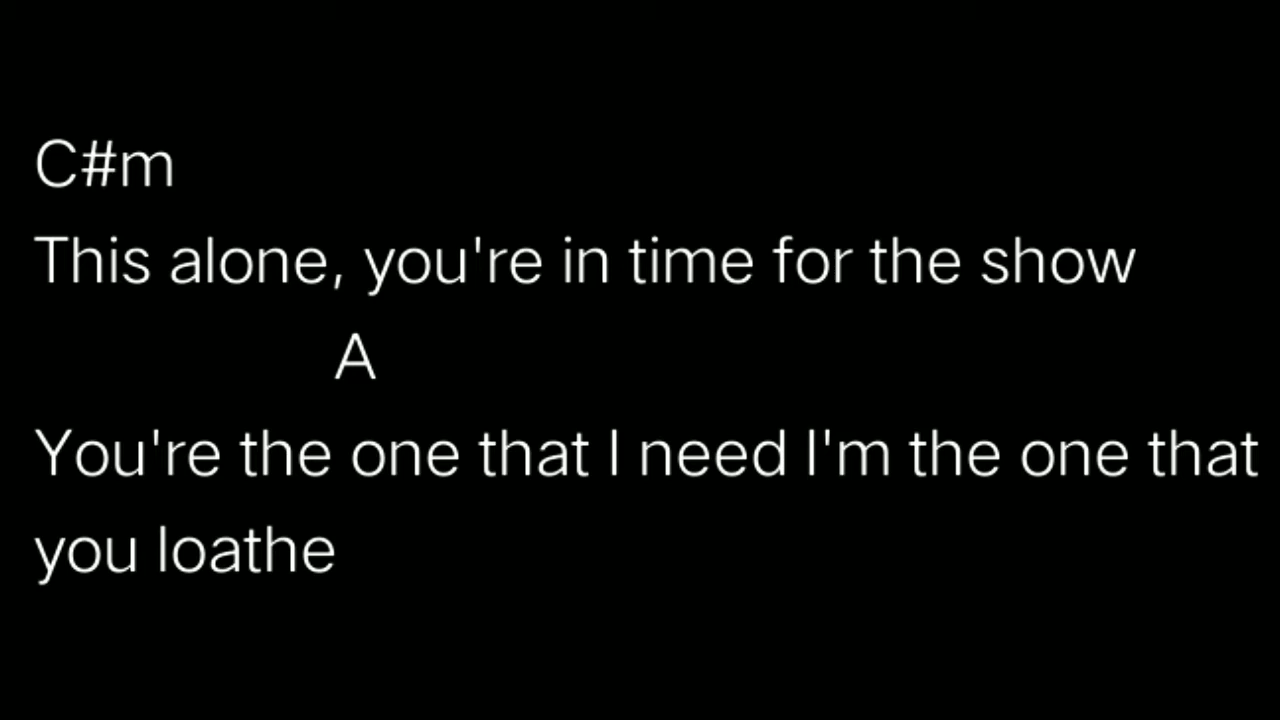 C#m
This alone, you're in time for the show
A
You're the one that I need I'm the one that
you loathe